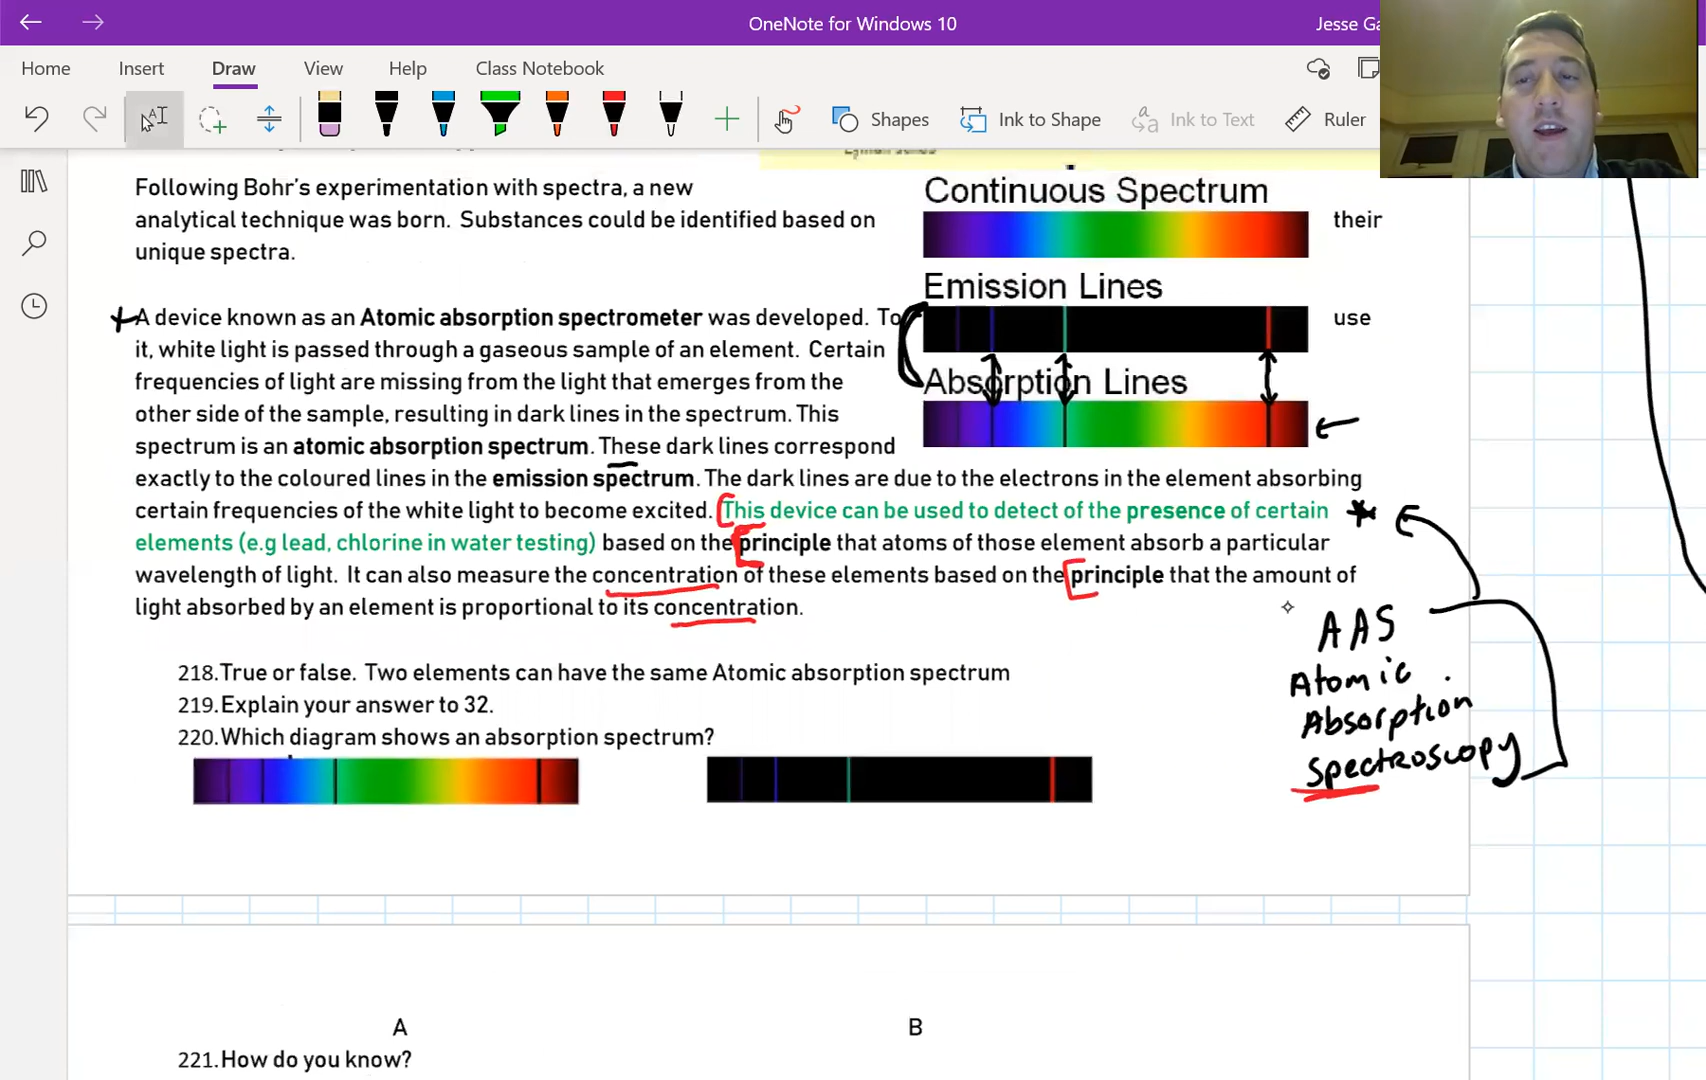 OneNote for Windows 10
Jesse Ga
Home Insert Draw View Help Class Notebook
Shapes Ink to Shape Ink to Text Ruler
Following Bohr's experimentation with spectra, a new
analytical technique was born. Substances could be identified based on their
unique spectra.
Continuous Spectrum
Emission Lines
Absorption Lines
A device known as an Atomic absorption spectrometer was developed. To use
it, white light is passed through a gaseous sample of an element. Certain
frequencies of light are missing from the light that emerges from the
other side of the sample, resulting in dark lines in the spectrum. This
spectrum is an atomic absorption spectrum. These dark lines correspond
exactly to the coloured lines in the emission spectrum. The dark lines are due to the electrons in the element absorbing
certain frequencies of the white light to become excited. This device can be used to detect of the presence of certain
elements (e.g lead, chlorine in water testing) based on the principle that atoms of those element absorb a particular
wavelength of light. It can also measure the concentration of these elements based on the principle that the amount of
light absorbed by an element is proportional to its concentration.
AAS
Atomic
Absorption
Spectroscopy
218.True or false. Two elements can have the same Atomic absorption spectrum
219.Explain your answer to 32.
220.Which diagram shows an absorption spectrum?
A B
221.How do you know?